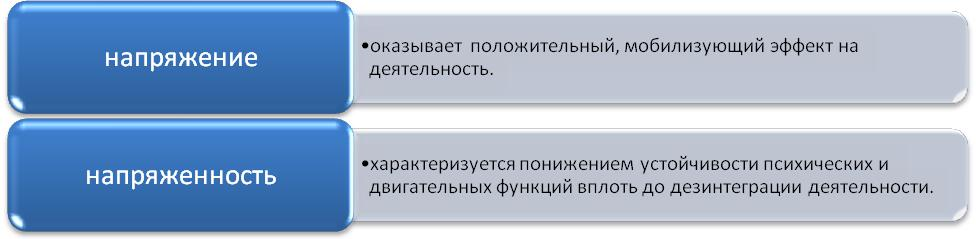 напряжение
•оказывает положительный, мобилизующий эффект на
деятельность.
напряженность
•характеризуется понижением устойчивости психических и
двигательных функций вплоть до дезинтеграции деятельности.